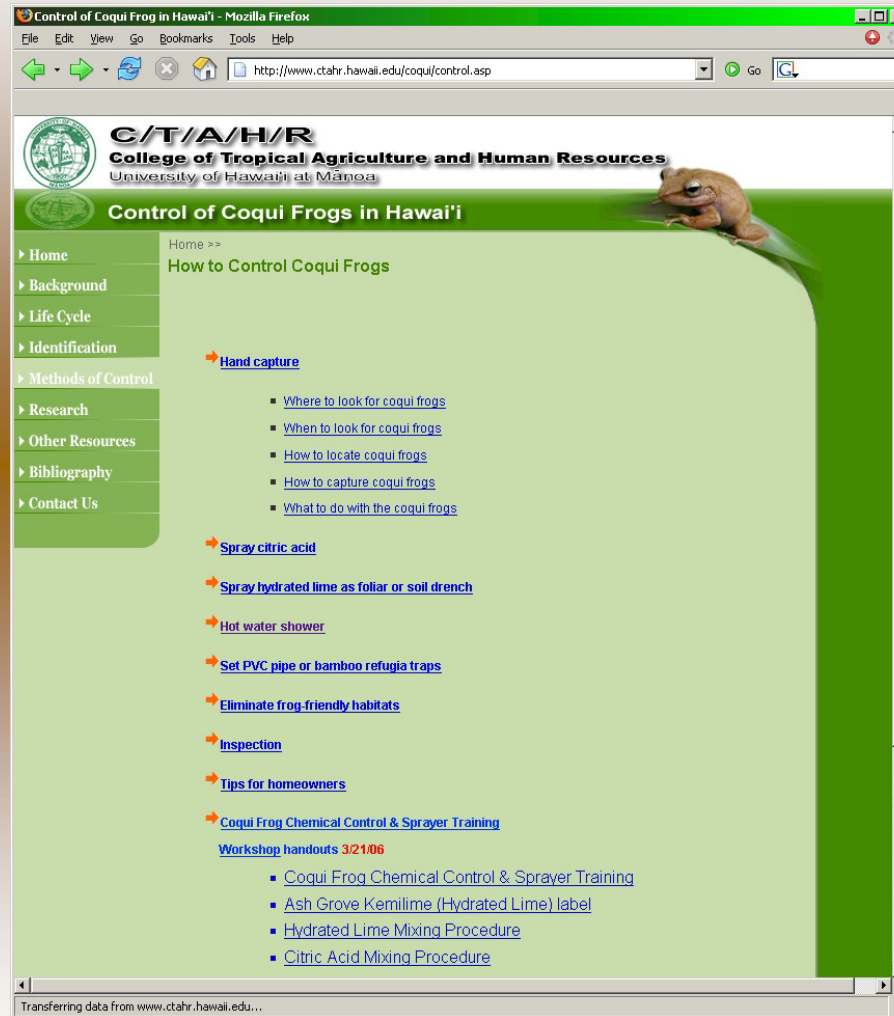 Control of Coqui Frog in Hawai'i - Mozilla Firefox
File Edit View Go Bookmarks Tools Help
http://www.ctahr.hawaii.edu/coqui/control.asp
Go
G
C/T/A/H/R
College of Tropical Agriculture and Human Resources
University of Hawai'i at Mānoa
Control of Coqui Frogs in Hawai'i
Home
Background
Life Cycle
Identification
Methods of Control
Research
Other Resources
Bibliography
Contact Us
Home >>
How to Control Coqui Frogs
Hand capture
Where to look for coqui frogs
When to look for coqui frogs
How to locate coqui frogs
How to capture coqui frogs
What to do with the coqui frogs
Spray citric acid
Spray hydrated lime as foliar or soil drench
Hot water shower
Set PVC pipe or bamboo refugia traps
Eliminate frog-friendly habitats
Inspection
Tips for homeowners
Coqui Frog Chemical Control & Sprayer Training
Workshop handouts 3/21/06
Coqui Frog Chemical Control & Sprayer Training
Ash Grove Kemilime (Hydrated Lime) label
Hydrated Lime Mixing Procedure
Citric Acid Mixing Procedure
Transferring data from www.ctahr.hawaii.edu...